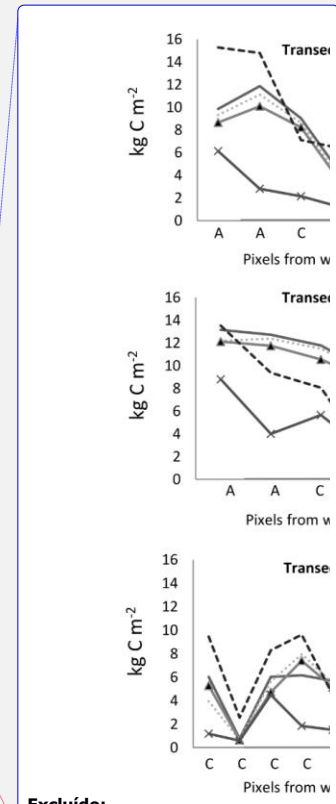 16
14
12
10
8
6
4
2
0
kg C m-2
Transec
A A C
Pixels from w
16
14
12
10
8
6
4
2
0
kg C m-2
Transec
A A C
Pixels from w
16
14
12
10
8
6
4
2
0
kg C m-2
Transec
C C C C
Pixels from w
Excluído: